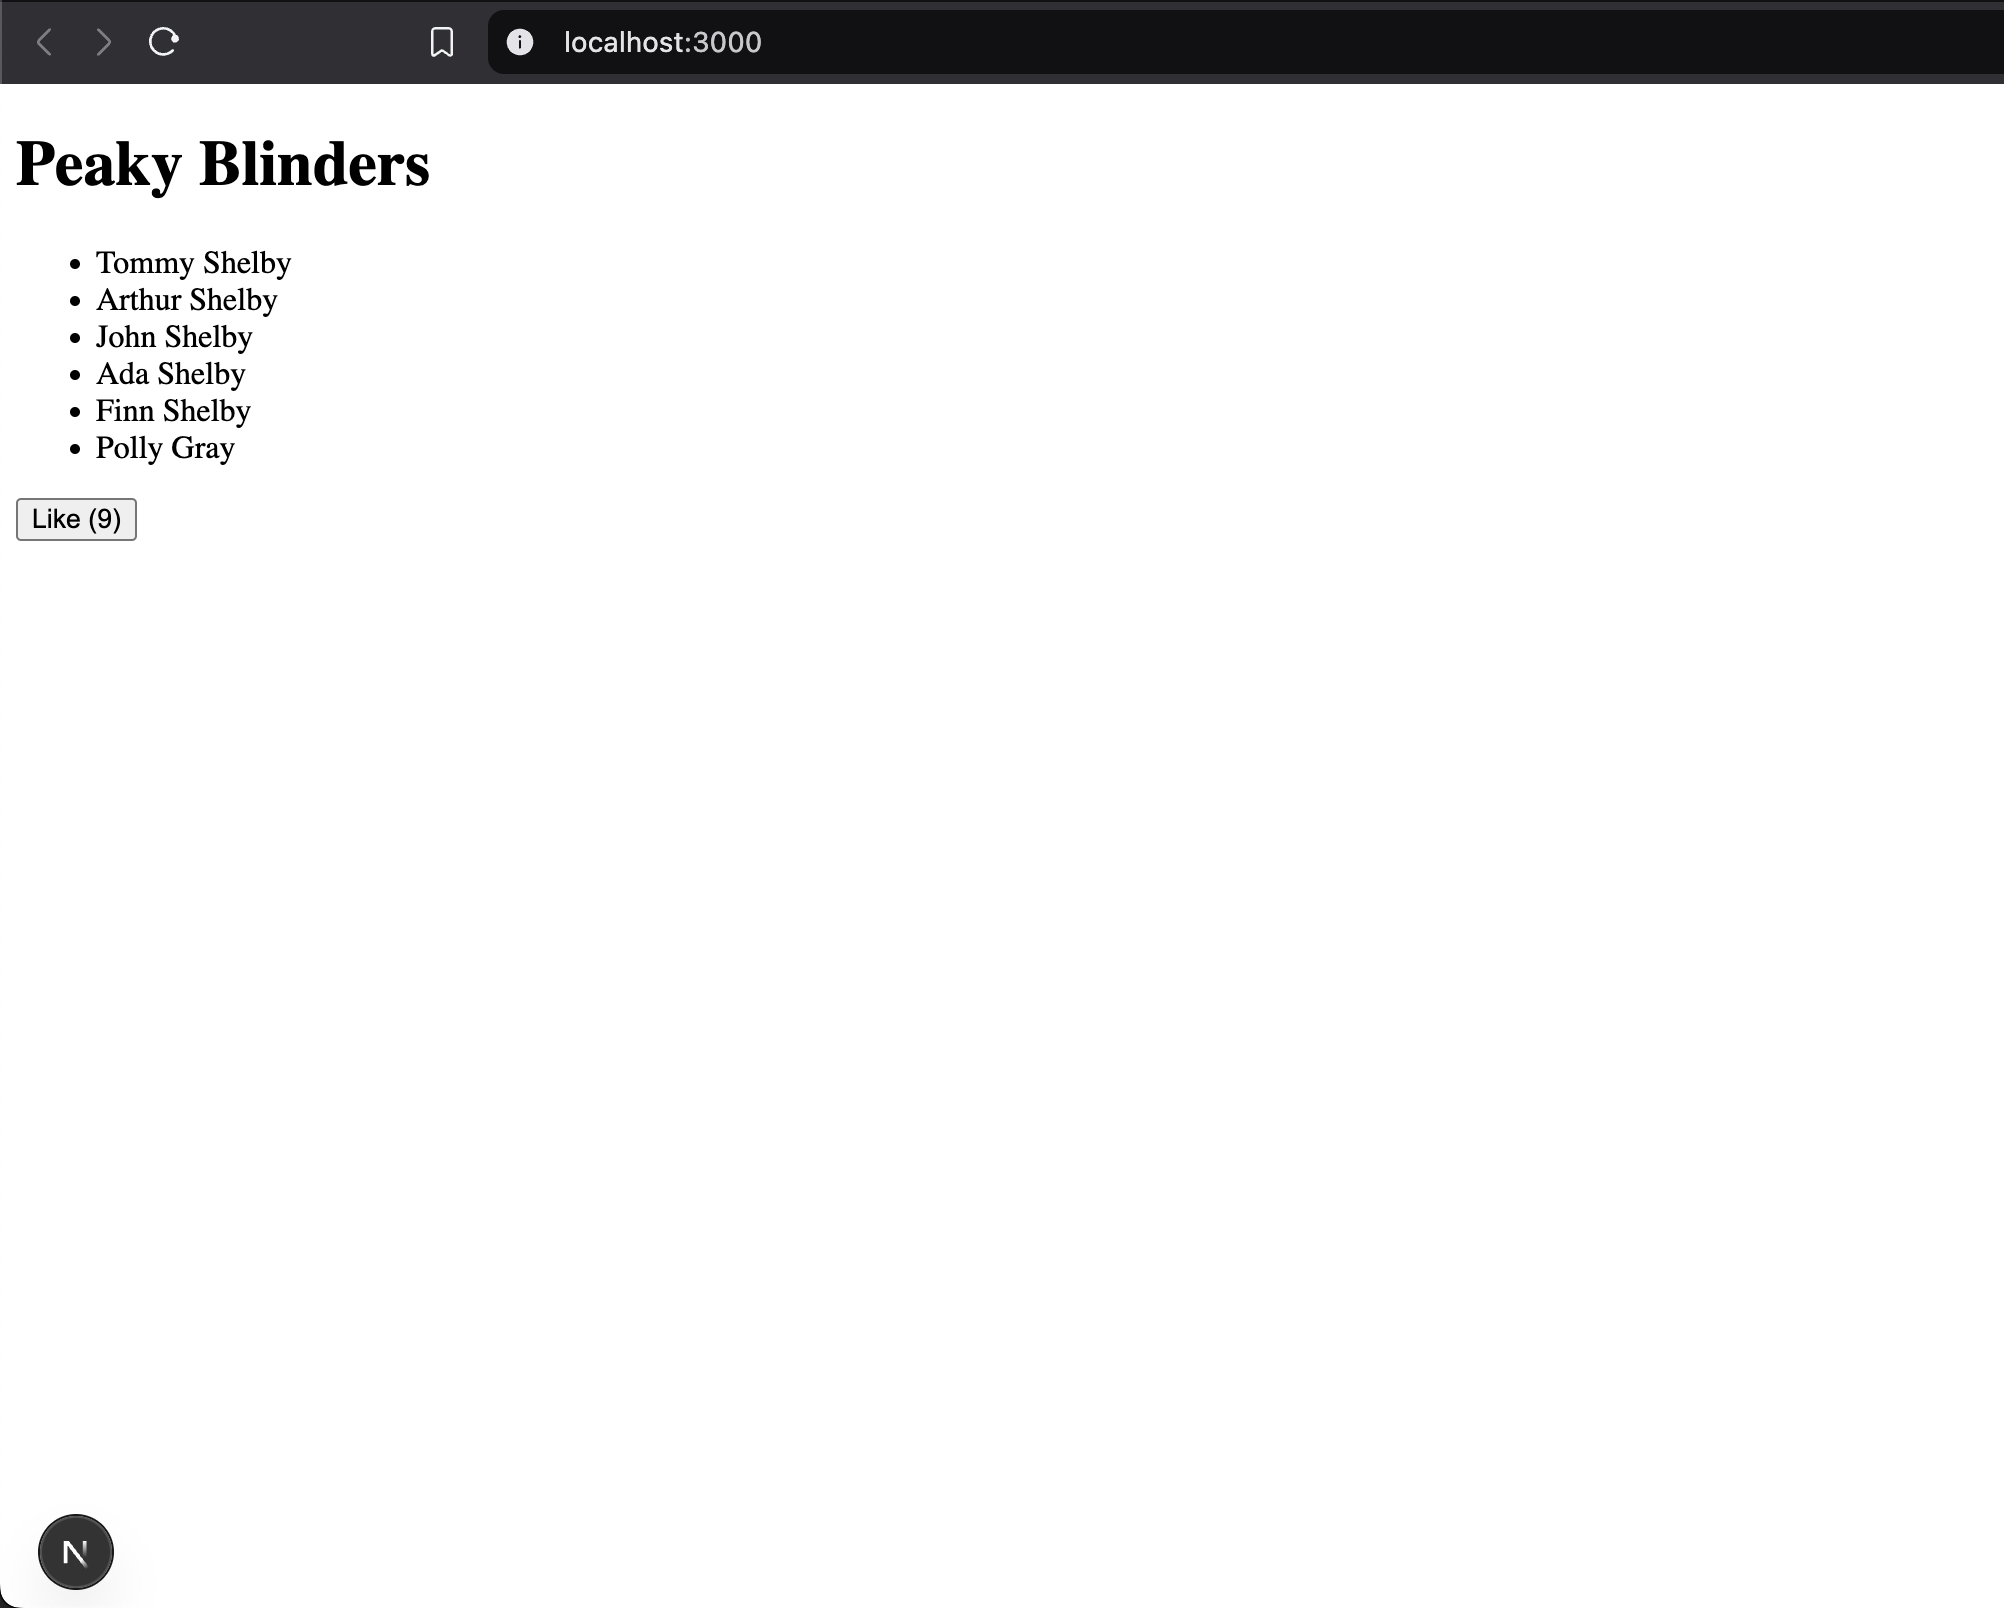 localhost:3000
Peaky Blinders
Tommy Shelby
Arthur Shelby
John Shelby
Ada Shelby
Finn Shelby
Polly Gray
Like (9)
N